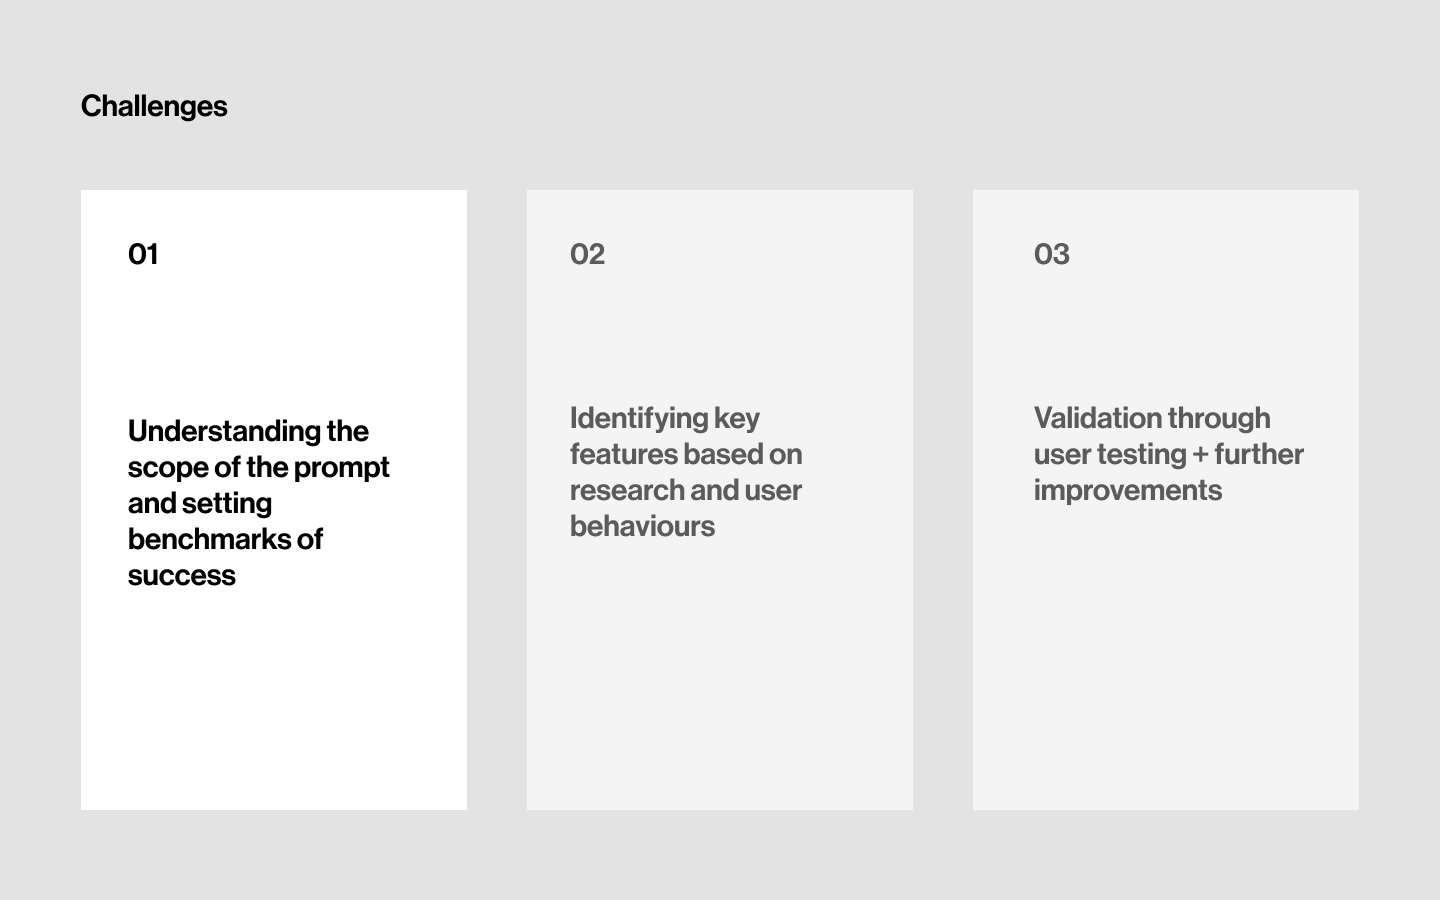 Challenges
01
Understanding the
scope of the prompt
and setting
benchmarks of
success
02
Identifying key
features based on
research and user
behaviours
03
Validation through
user testing + further
improvements